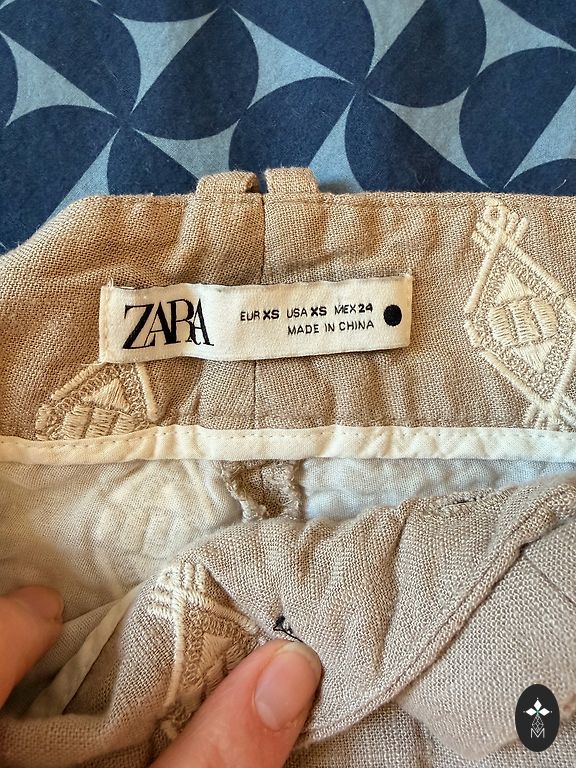 ZARA
EUR XS USA XS MEX 24
MADE IN CHINA
M